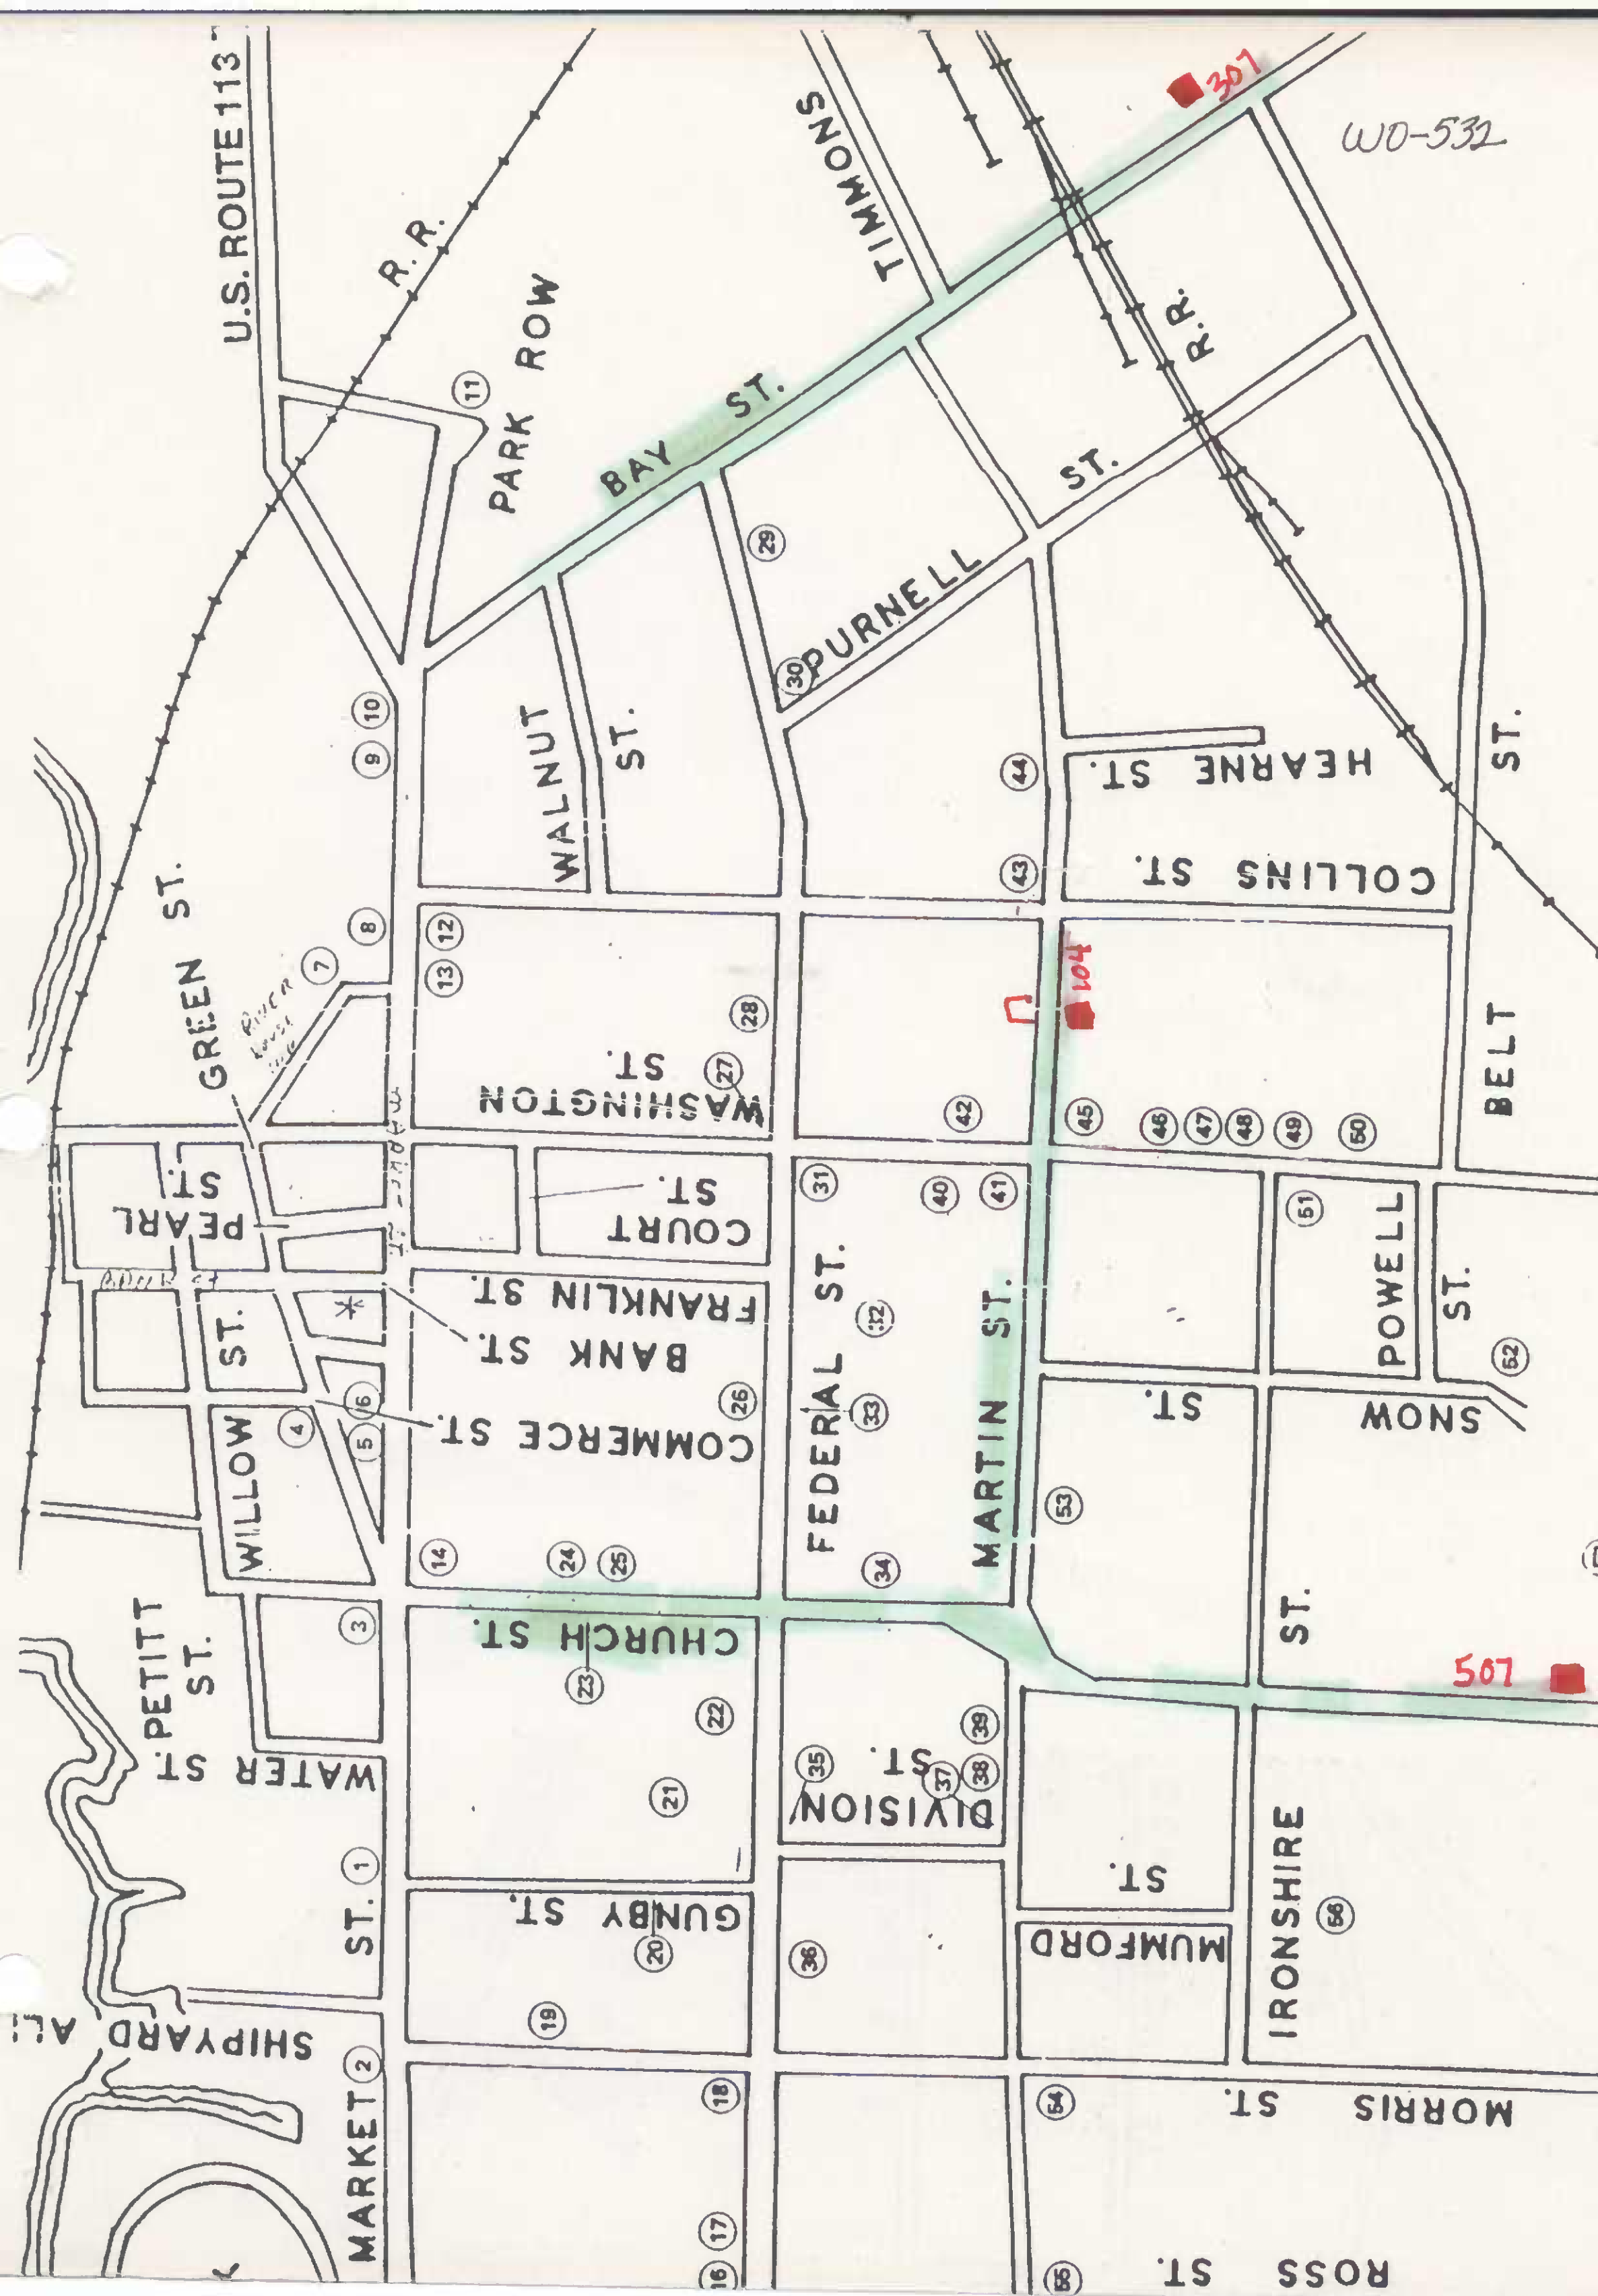 U.S. ROUTE 113
R. R.
PARK ROW
TIMMONS
307
WO-532
BAY ST.
R.R.
ST.
PURNELL
11
29
30
10
9
WALNUT
ST.
44
HEARNE ST.
ST.
43
COLLINS ST.
GREEN ST.
8
7
RIVER
HOUSE
12
13
28
27
WASHINGTON
ST.
104
42
45
46
47
48
49
50
BELT
PEARL
ST.
COURT
ST.
31
40
41
51
POWELL
ST.
52
FRANKLIN ST.
BANK ST.
COMMERCE ST.
26
FEDERAL ST.
32
33
MARTIN ST.
ST.
SNOW
ST.
WILLOW
4
5
6
14
24
25
34
53
PETITT
ST.
3
CHURCH ST.
23
22
21
35
DIVISION
ST.
37
38
39
ST.
507
WATER ST.
ST.
1
GUNBY ST.
20
19
36
MUMFORD
ST.
IRONSHIRE
56
SHIPYARD
MARKET
2
18
17
16
54
MORRIS ST.
55
ROSS ST.